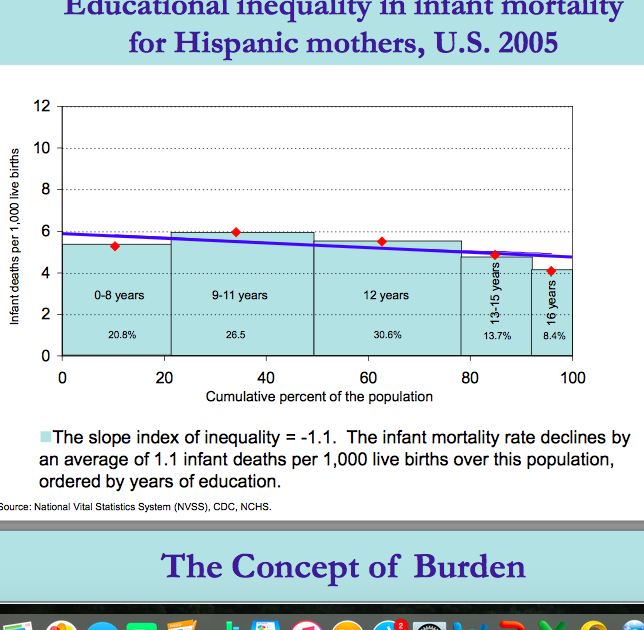 Educational inequality in infant mortality
for Hispanic mothers, U.S. 2005
12
10
8
6
4
2
0
Infant deaths per 1,000 live births
0-8 years
9-11 years
12 years
13-15 years
16 years
20.8%
26.5
30.6%
13.7%
8.4%
0
20
40
60
80
100
Cumulative percent of the population
The slope index of inequality = -1.1. The infant mortality rate declines by
an average of 1.1 infant deaths per 1,000 live births over this population,
ordered by years of education.
Source: National Vital Statistics System (NVSS), CDC, NCHS.
The Concept of Burden
2